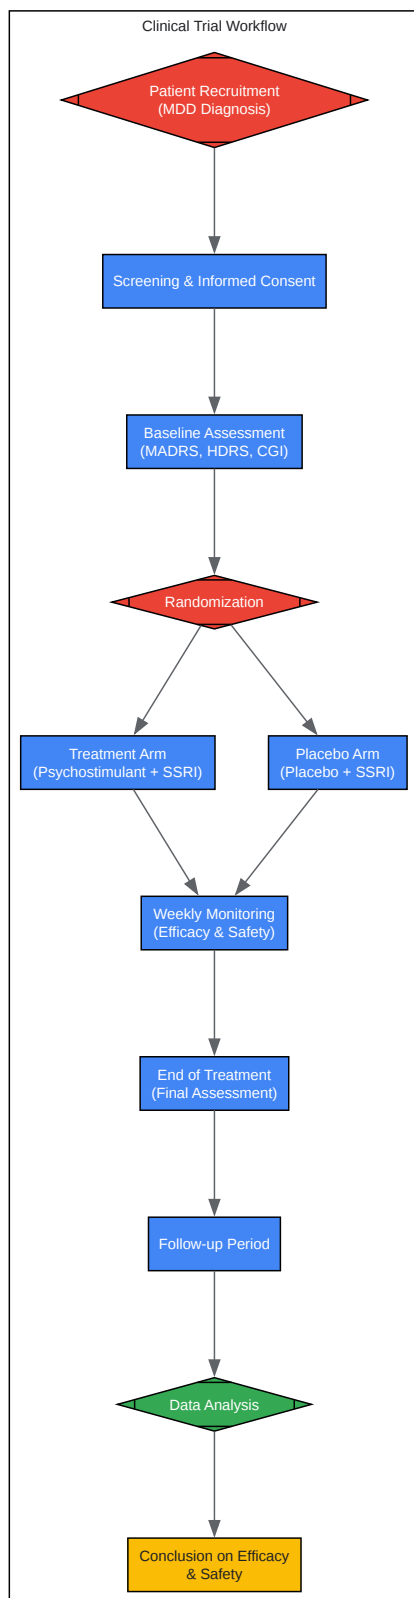 Clinical Trial Workflow
Patient Recruitment
(MDD Diagnosis)
Screening & Informed Consent
Baseline Assessment
(MADRS, HDRS, CGI)
Randomization
Treatment Arm
(Psychostimulant + SSRI)
Placebo Arm
(Placebo + SSRI)
Weekly Monitoring
(Efficacy & Safety)
End of Treatment
(Final Assessment)
Follow-up Period
Data Analysis
Conclusion on Efficacy
& Safety